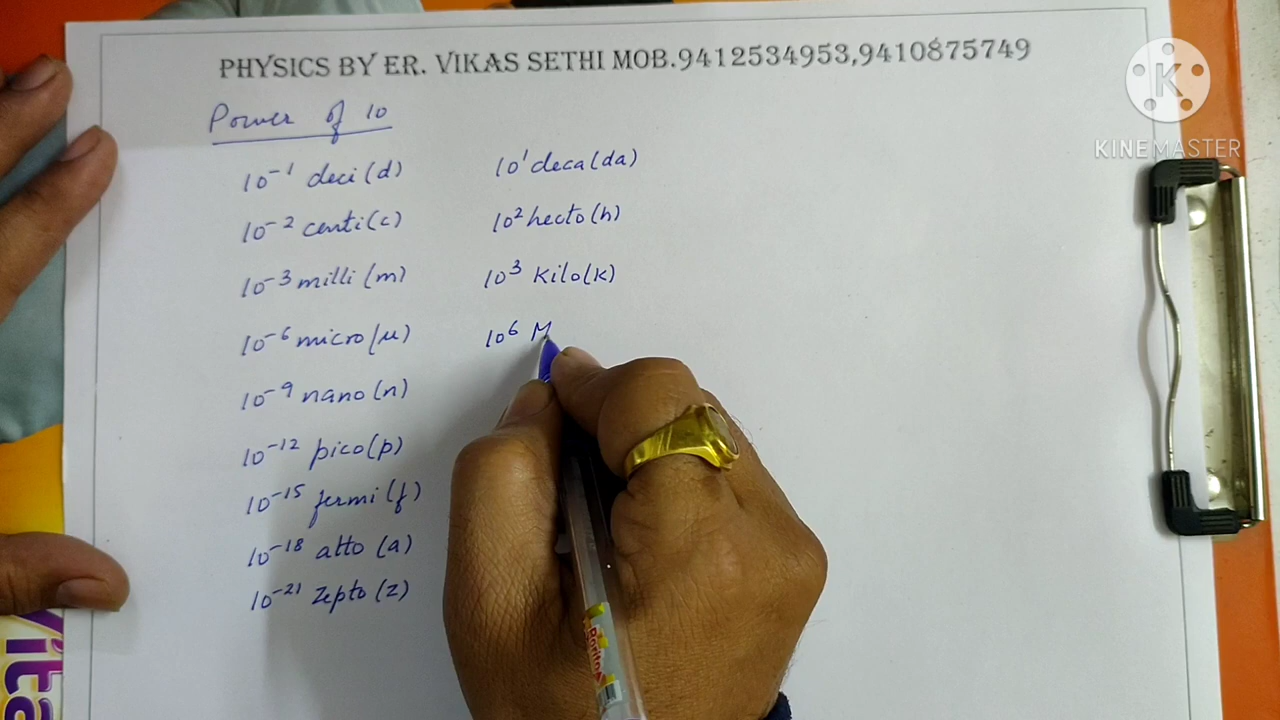 PHYSICS BY ER. VIKAS SETHI MOB.9412534953,9410875749
K
KINEMASTER
Power of 10
10⁻¹ deci (d)
10⁻² centi (c)
10⁻³ milli (m)
10⁻⁶ micro (μ)
10⁻⁹ nano (n)
10⁻¹² pico (p)
10⁻¹⁵ fermi (f)
10⁻¹⁸ atto (a)
10⁻²¹ Zepto (z)
10¹ deca (da)
10² hecto (h)
10³ Kilo (K)
10⁶ M
Vita